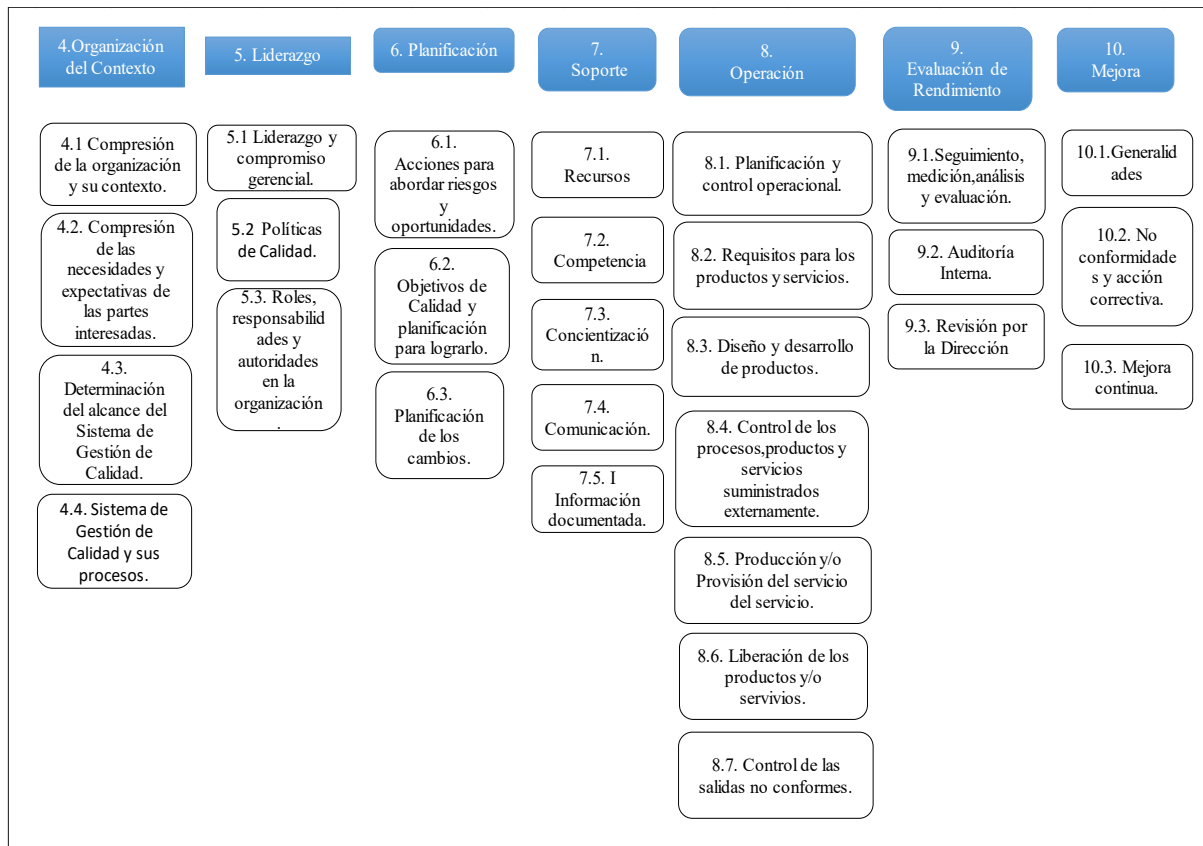 4.Organización
del Contexto
4.1 Compresión
de la organización
y su contexto.
4.2. Compresión
de las
necesidades y
expectativas de
las partes
interesadas.
4.3.
Determinación
del alcance del
Sistema de
Gestión de
Calidad.
4.4. Sistema de
Gestión de
Calidad y sus
procesos.
5. Liderazgo
5.1 Liderazgo y
compromiso
gerencial.
5.2 Políticas
de Calidad.
5.3. Roles,
responsabilid
ades y
autoridades
en la
organización
.
6. Planificación
6.1.
Acciones para
abordar riesgos
y
oportunidades.
6.2.
Objetivos de
Calidad y
planificación
para lograrlo.
6.3.
Planificación
de los
cambios.
7.
Soporte
7.1.
Recursos
7.2.
Competencia
7.3.
Concientizació
n.
7.4.
Comunicación.
7.5. I
Información
documentada.
8.
Operación
8.1. Planificación y
control operacional.
8.2. Requisitos para los
productos y servicios.
8.3. Diseño y desarrollo
de productos.
8.4. Control de los
procesos,productos y
servicios
suministrados
externamente.
8.5. Producción y/o
Provisión del servicio
del servicio.
8.6. Liberación de los
productos y/o
servivios.
8.7. Control de las
salidas no conformes.
9.
Evaluación de
Rendimiento
9.1.Seguimiento,
medición,análisis
y evaluación.
9.2. Auditoría
Interna.
9.3. Revisión por
la Dirección
10.
Mejora
10.1.Generalid
ades
10.2. No
conformidade
s y acción
correctiva.
10.3. Mejora
continua.